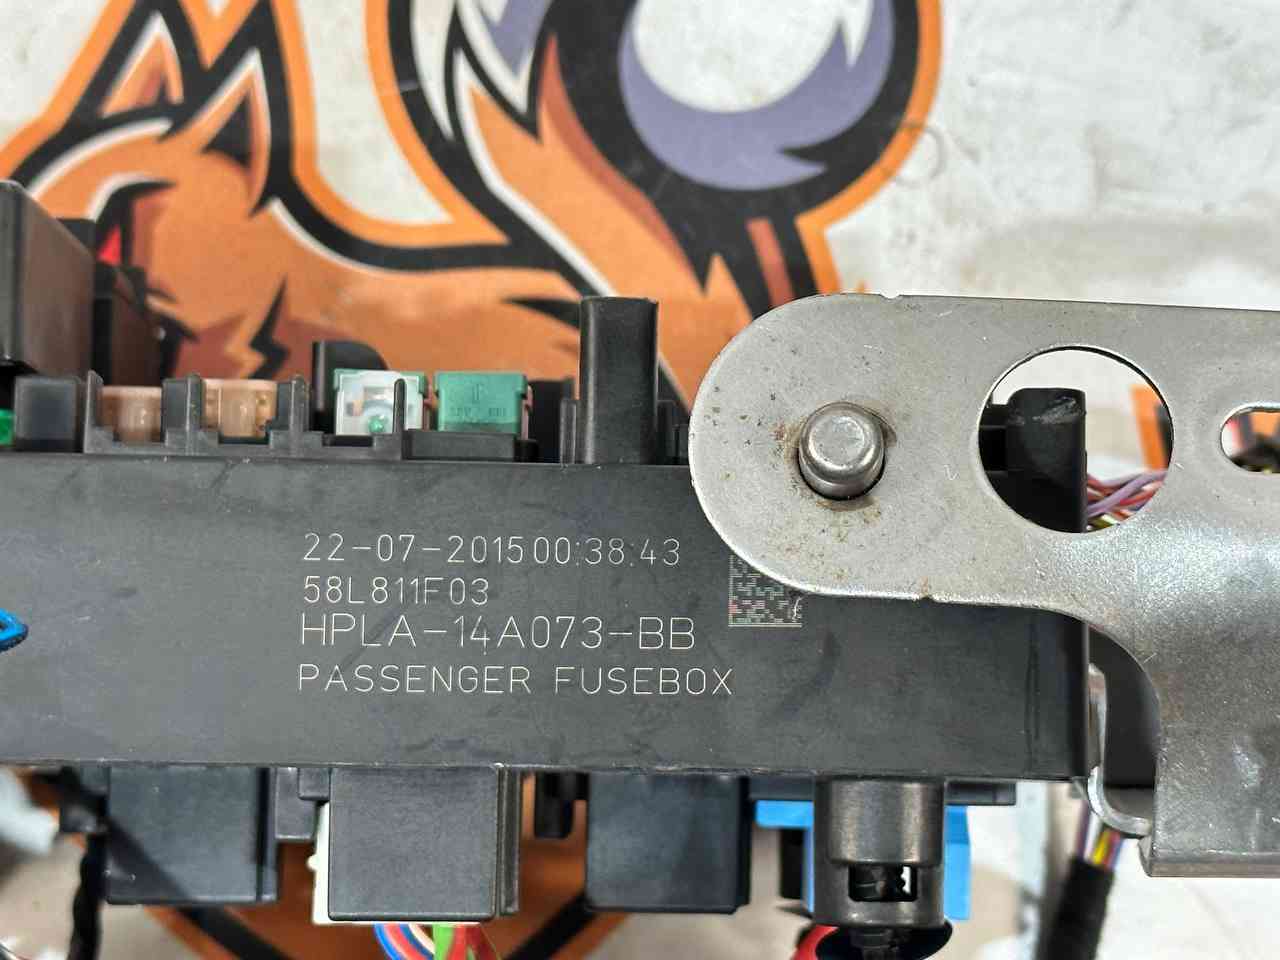 22-07-2015 00:38:43
58L811F03
HPLA-14A073-BB
PASSENGER FUSEBOX